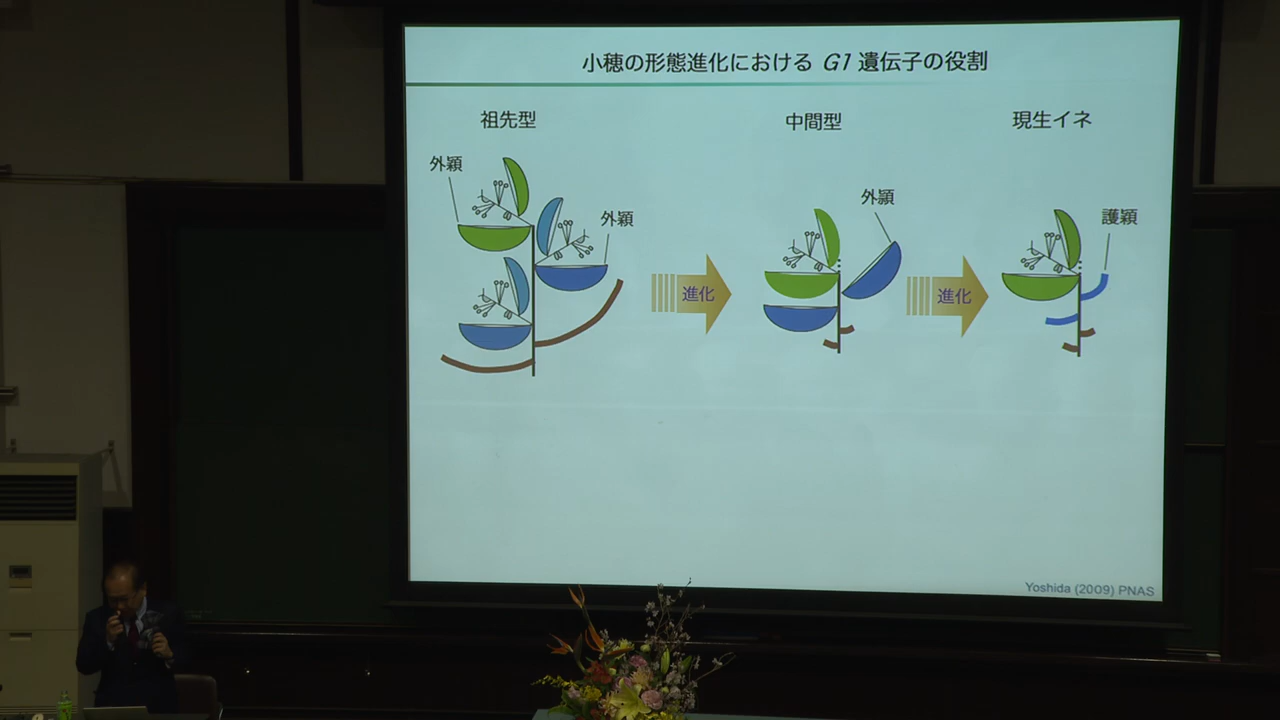 小穂の形態進化における G1 遺伝子の役割
祖先型
中間型
現生イネ
外穎
外穎
外穎
護穎
進化
進化
Yoshida (2009) PNAS